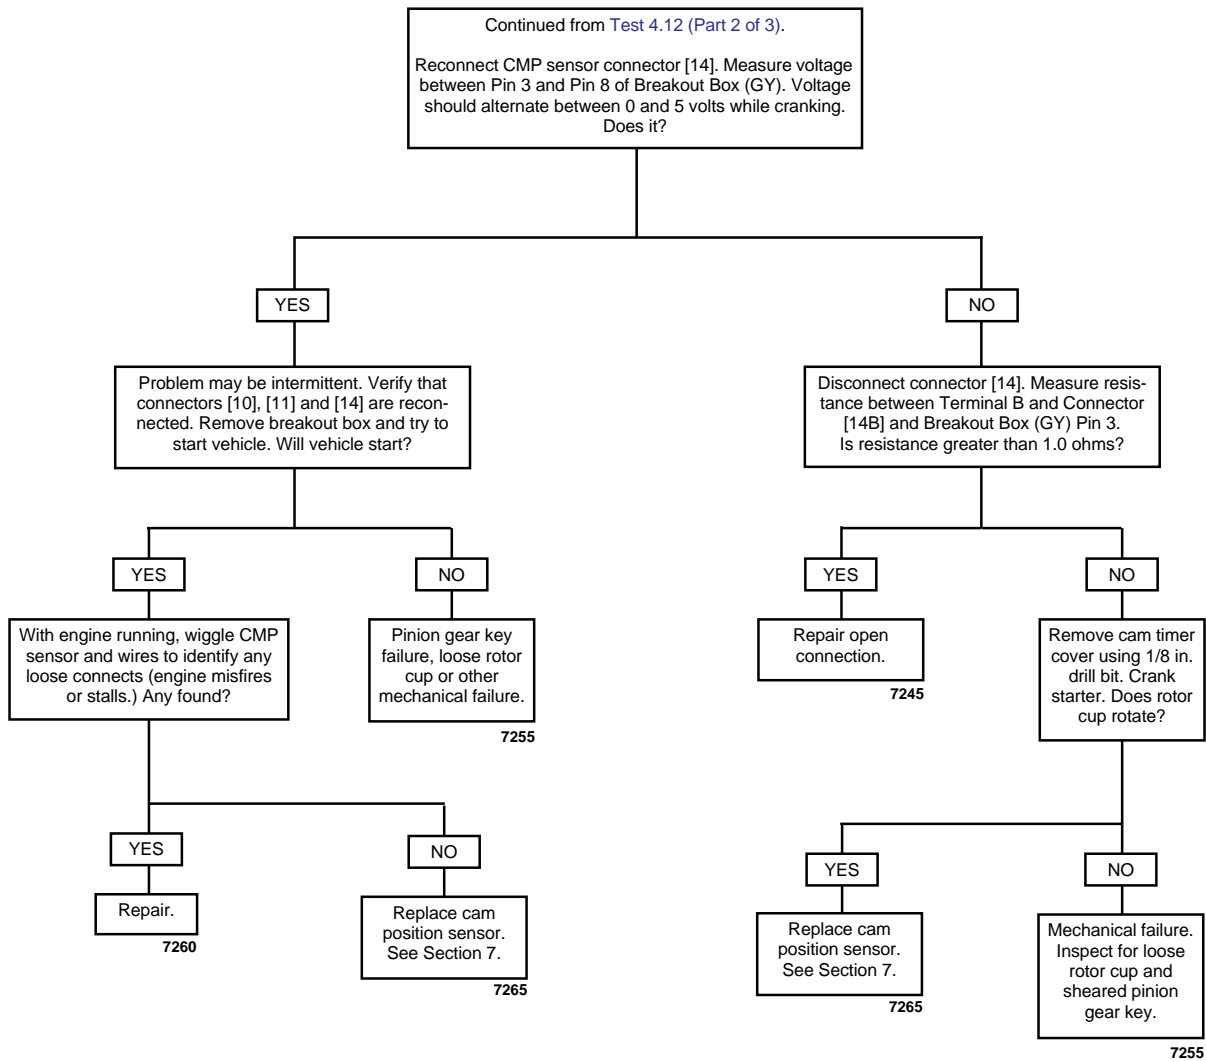 Continued from Test 4.12 (Part 2 of 3).
Reconnect CMP sensor connector [14]. Measure voltage
between Pin 3 and Pin 8 of Breakout Box (GY). Voltage
should alternate between 0 and 5 volts while cranking.
Does it?
YES
NO
Problem may be intermittent. Verify that
connectors [10], [11] and [14] are recon-
nected. Remove breakout box and try to
start vehicle. Will vehicle start?
Disconnect connector [14]. Measure resis-
tance between Terminal B and Connector
[14B] and Breakout Box (GY) Pin 3.
Is resistance greater than 1.0 ohms?
YES
NO
YES
NO
With engine running, wiggle CMP
sensor and wires to identify any
loose connects (engine misfires
or stalls.) Any found?
Pinion gear key
failure, loose rotor
cup or other
mechanical failure.
7255
Repair open
connection.
7245
Remove cam timer
cover using 1/8 in.
drill bit. Crank
starter. Does rotor
cup rotate?
YES
NO
YES
NO
Repair.
7260
Replace cam
position sensor.
See Section 7.
7265
Replace cam
position sensor.
See Section 7.
7265
Mechanical failure.
Inspect for loose
rotor cup and
sheared pinion
gear key.
7255